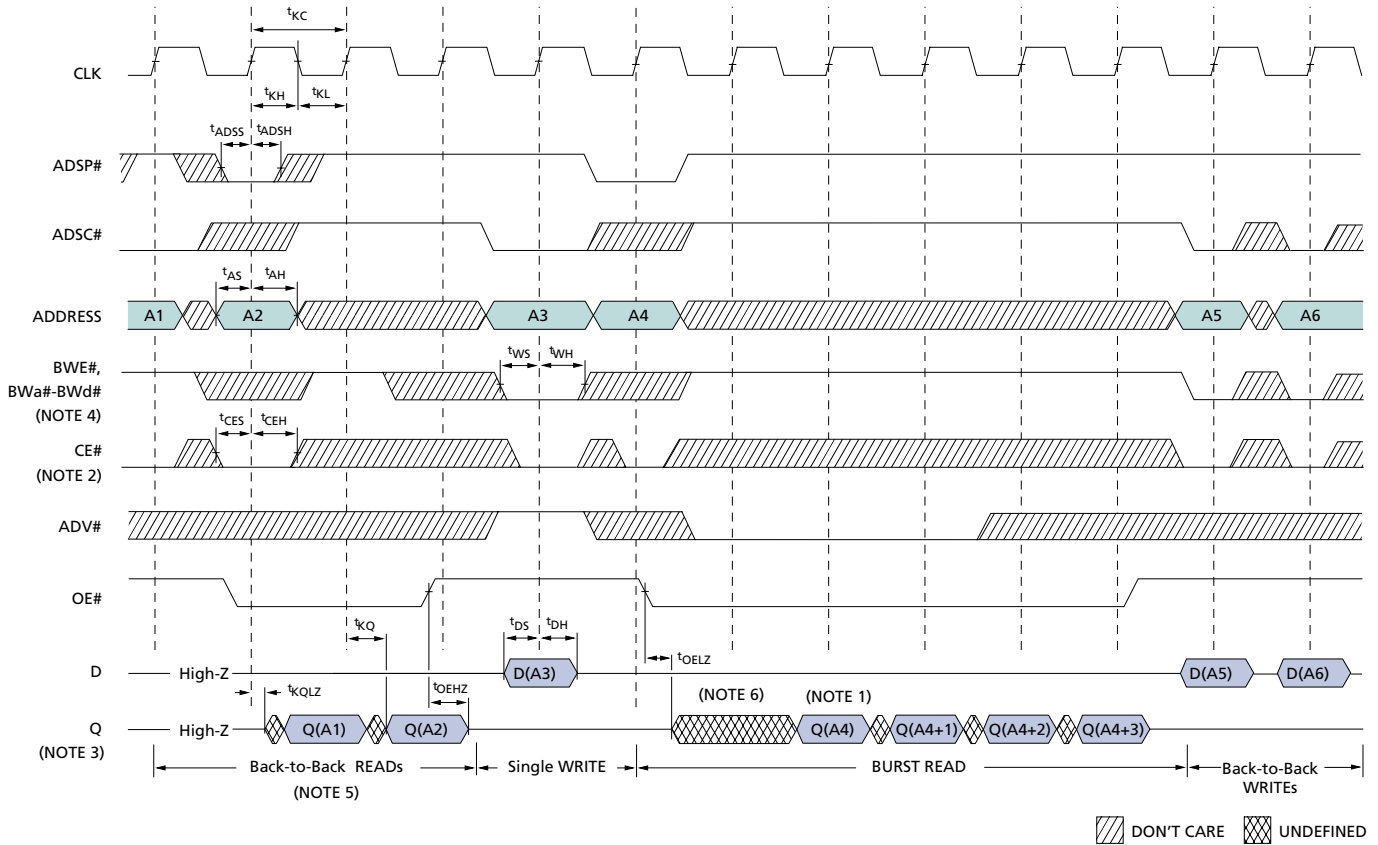 tKC
CLK
tKH tKL
tADSS tADSH
ADSP#
ADSC#
tAS tAH
ADDRESS A1 A2 A3 A4 A5 A6
tWS tWH
BWE#,
BWa#-BWd#
(NOTE 4)
tCES tCEH
CE#
(NOTE 2)
ADV#
OE#
tKQ tDS tDH
tOELZ
D High-Z D(A3) D(A5) D(A6)
tKQLZ tOEHZ (NOTE 6) (NOTE 1)
Q High-Z Q(A1) Q(A2) Q(A4) Q(A4+1) Q(A4+2) Q(A4+3)
(NOTE 3)
Back-to-Back READs Single WRITE BURST READ Back-to-Back
WRITEs
(NOTE 5)
DON'T CARE UNDEFINED